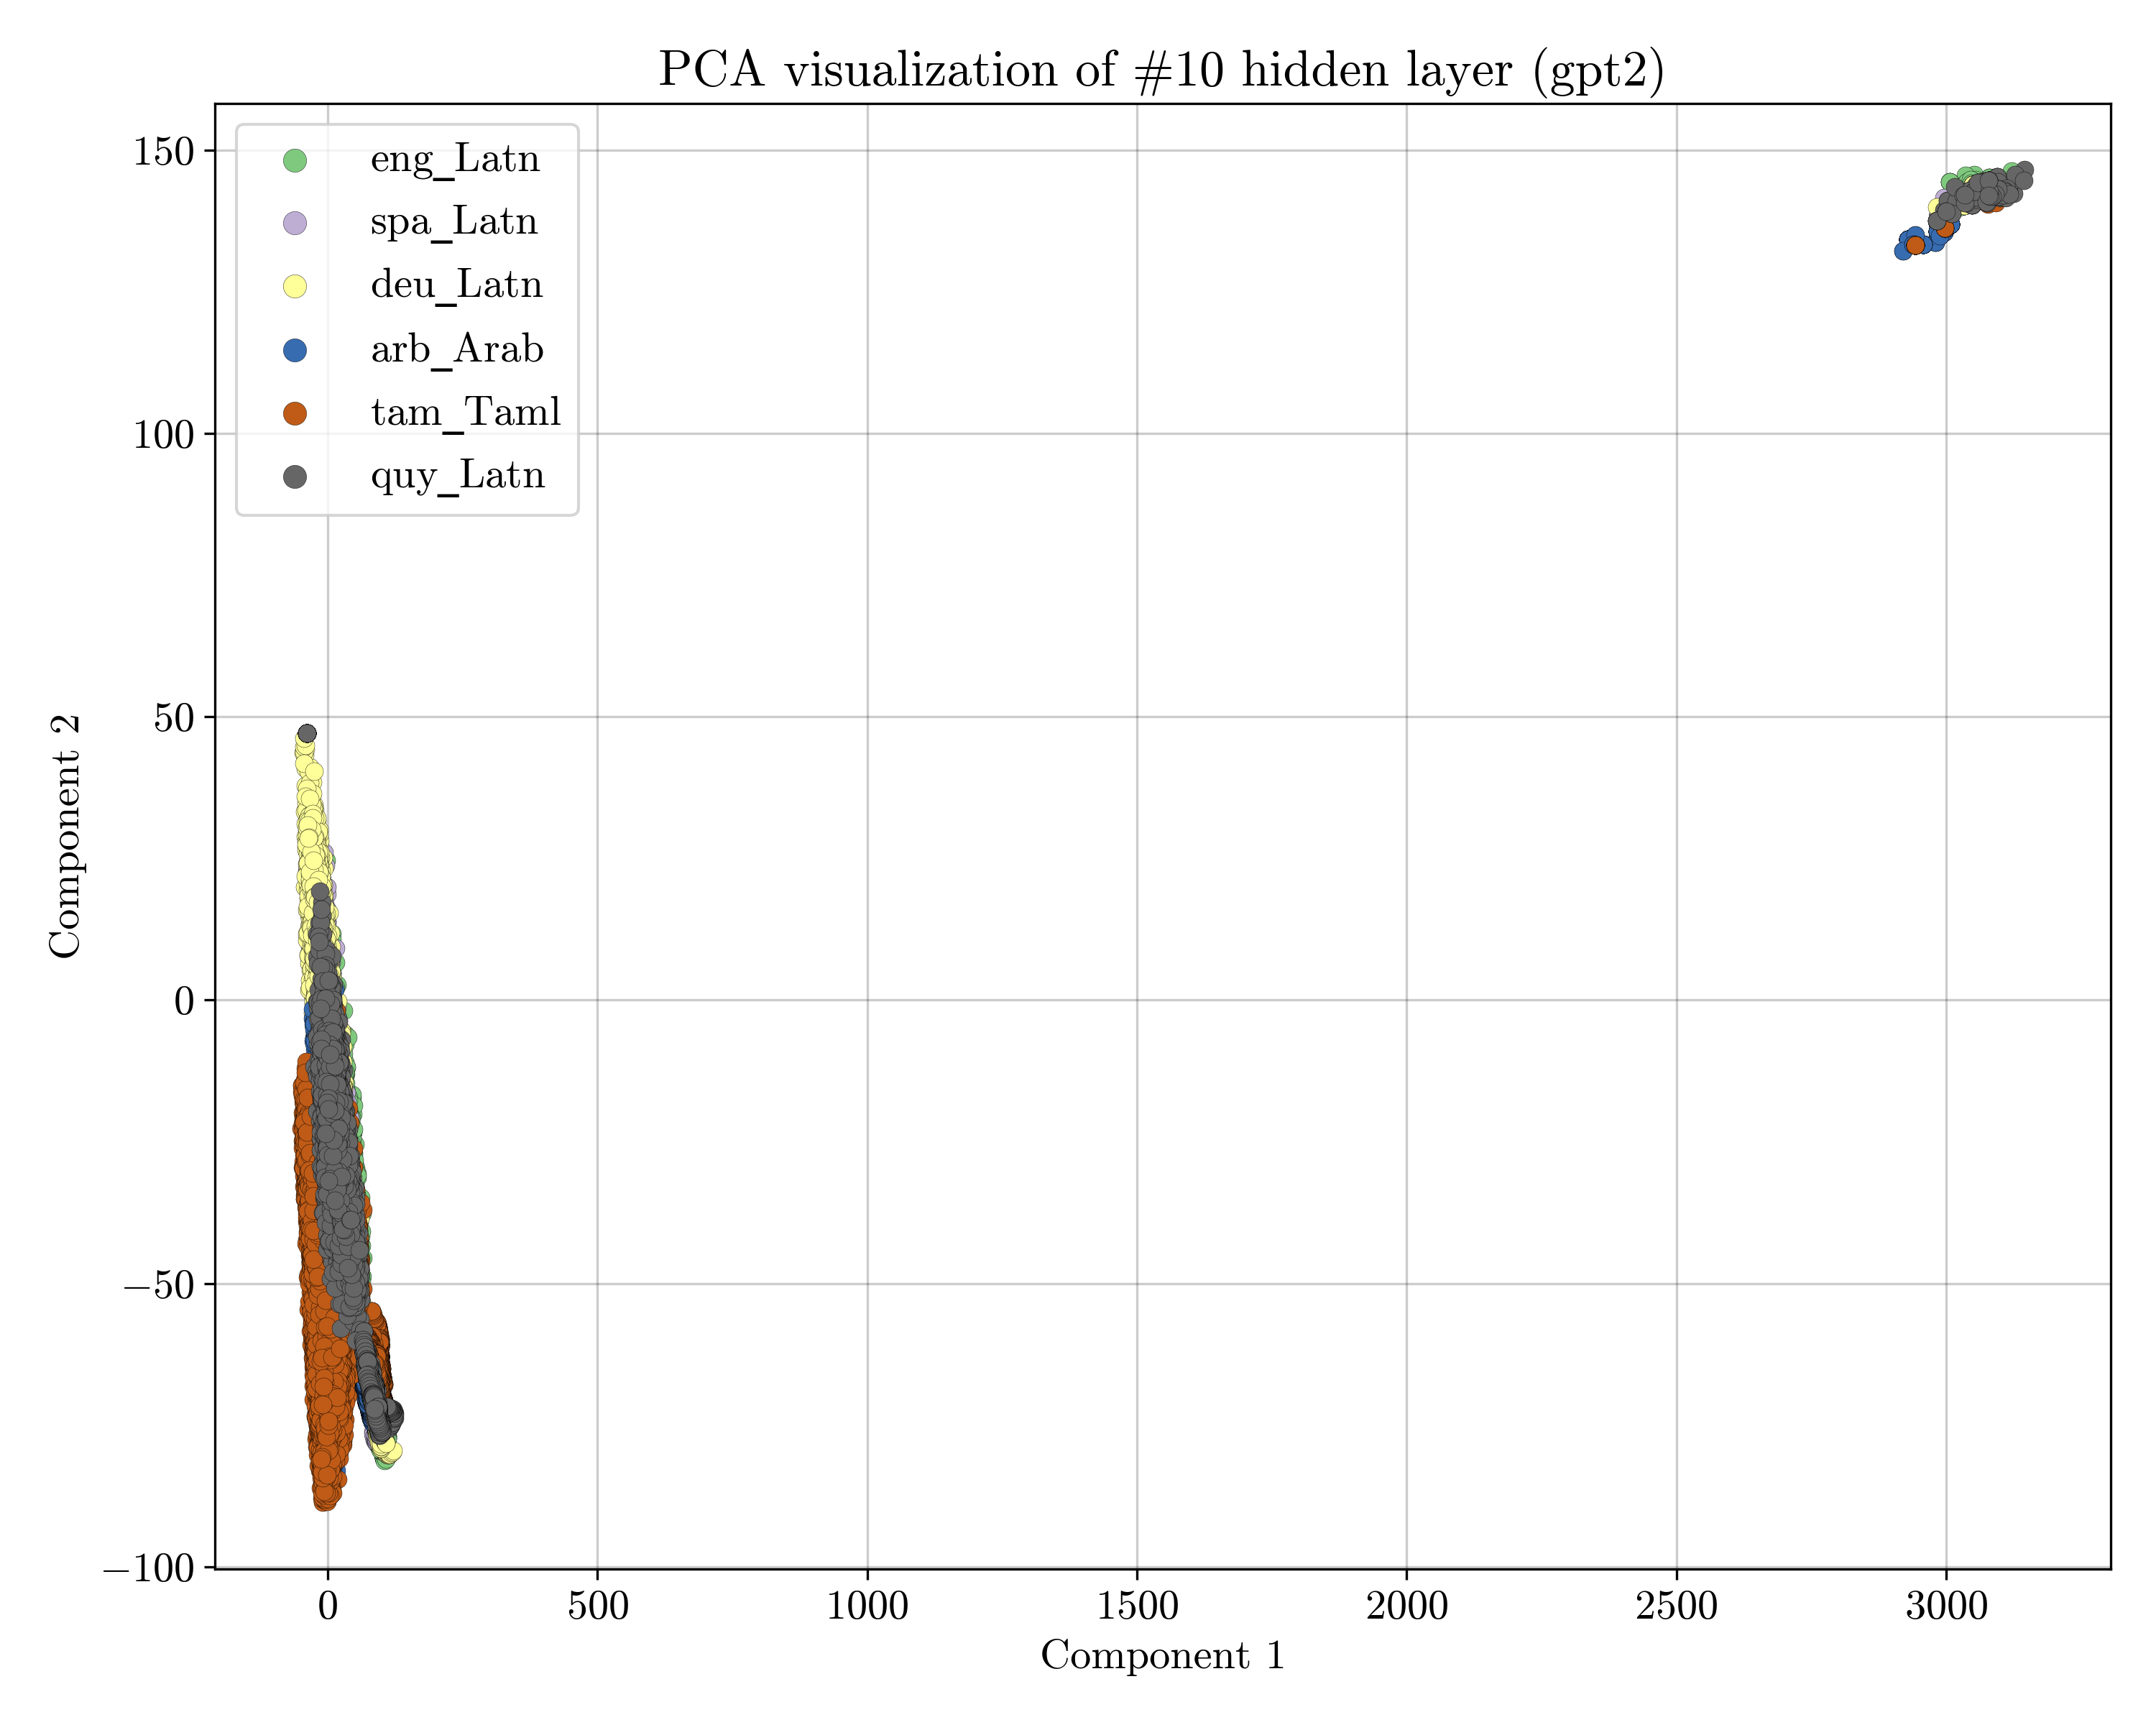 PCA visualization of #10 hidden layer (gpt2)
eng_Latn
spa_Latn
deu_Latn
arb_Arab
tam_Taml
quy_Latn
150
100
50
0
−50
−100
Component 2
0 500 1000 1500 2000 2500 3000
Component 1